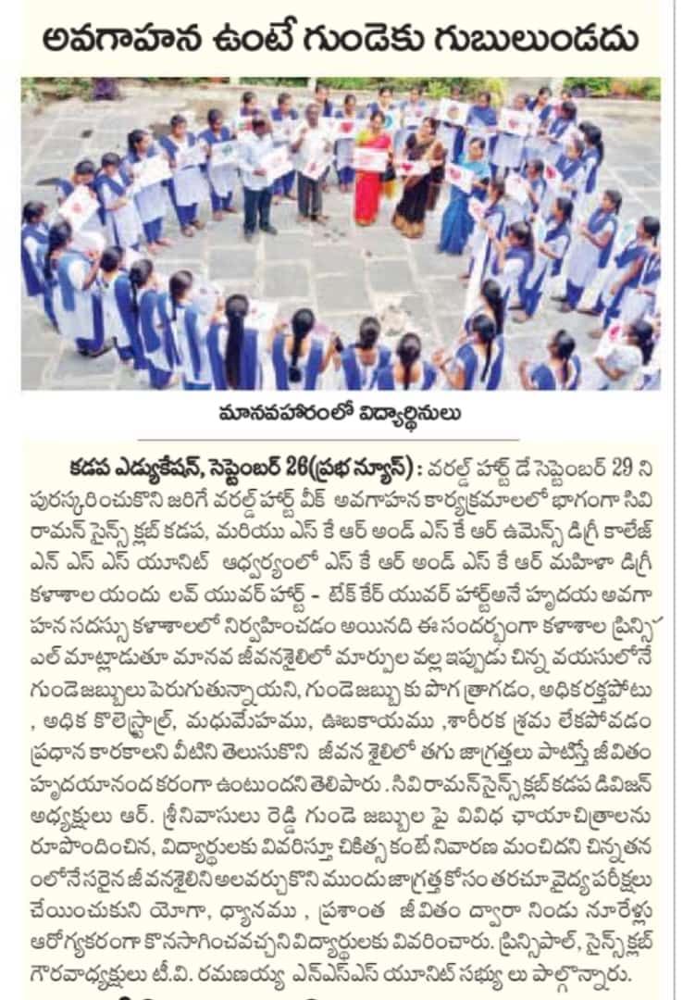 అవగాహన ఉంటే గుండెకు గుబులుండదు
మానవహారంలో విద్యార్థినులు
కడప ఎడ్యుకేషన్, సెప్టెంబర్ 26(ప్రభ న్యూస్) : వరల్డ్ హార్ట్ డే సెప్టెంబర్ 29 ని
పురస్కరించుకొని జరిగే వరల్డ్ హార్ట్ వీక్ అవగాహన కార్యక్రమాలలో భాగంగా సివి
రామన్ సైన్స్ క్లబ్ కడప, మరియు ఎస్ కే ఆర్ అండ్ ఎస్ కే ఆర్ ఉమెన్స్ డిగ్రీ కాలేజ్
ఎన్ ఎస్ ఎస్ యూనిట్ ఆధ్వర్యంలో ఎస్ కే ఆర్ అండ్ ఎస్ కే ఆర్ మహిళా డిగ్రీ
కళాశాల యందు లవ్ యువర్ హార్ట్ - టేక్ కేర్ యువర్ హార్ట్ అనే హృదయ అవగా
హన సదస్సు కళాశాలలో నిర్వహించడం అయినది ఈ సందర్భంగా కళాశాల ప్రిన్సి
ఎల్ మాట్లాడుతూ మానవ జీవనశైలిలో మార్పుల వల్ల ఇప్పుడు చిన్న వయసులోనే
గుండెజబ్బులు పెరుగుతున్నాయని, గుండెజబ్బు కు పొగ త్రాగడం, అధిక రక్తపోటు
, అధిక కొలెస్ట్రాల్, మధుమేహము, ఊబకాయము ,శారీరక శ్రమ లేకపోవడం
ప్రధాన కారకాలని వీటిని తెలుసుకొని జీవన శైలిలో తగు జాగ్రత్తలు పాటిస్తే జీవితం
హృదయానంద కరంగా ఉంటుందని తెలిపారు . సివి రామన్ సైన్స్ క్లబ్ కడప డివిజన్
అధ్యక్షులు ఆర్. శ్రీనివాసులు రెడ్డి గుండె జబ్బుల పై వివిధ ఛాయాచిత్రాలను
రూపొందించిన, విద్యార్థులకు వివరిస్తూ చికిత్స కంటే నివారణ మంచిదని చిన్నతన
ంలోనే సరైన జీవనశైలిని అలవర్చుకొని ముందు జాగ్రత్త కోసం తరచూ వైద్య పరీక్షలు
చేయించుకుని యోగా, ధ్యానము , ప్రశాంత జీవితం ద్వారా నిండు నూరేళ్లు
ఆరోగ్యకరంగా కొనసాగించవచ్చని విద్యార్థులకు వివరించారు. ప్రిన్సిపాల్, సైన్స్ క్లబ్
గౌరవాధ్యక్షులు టీ.వి. రమణయ్య ఎన్ఎస్ఎస్ యూనిట్ సభ్యు లు పాల్గొన్నారు.